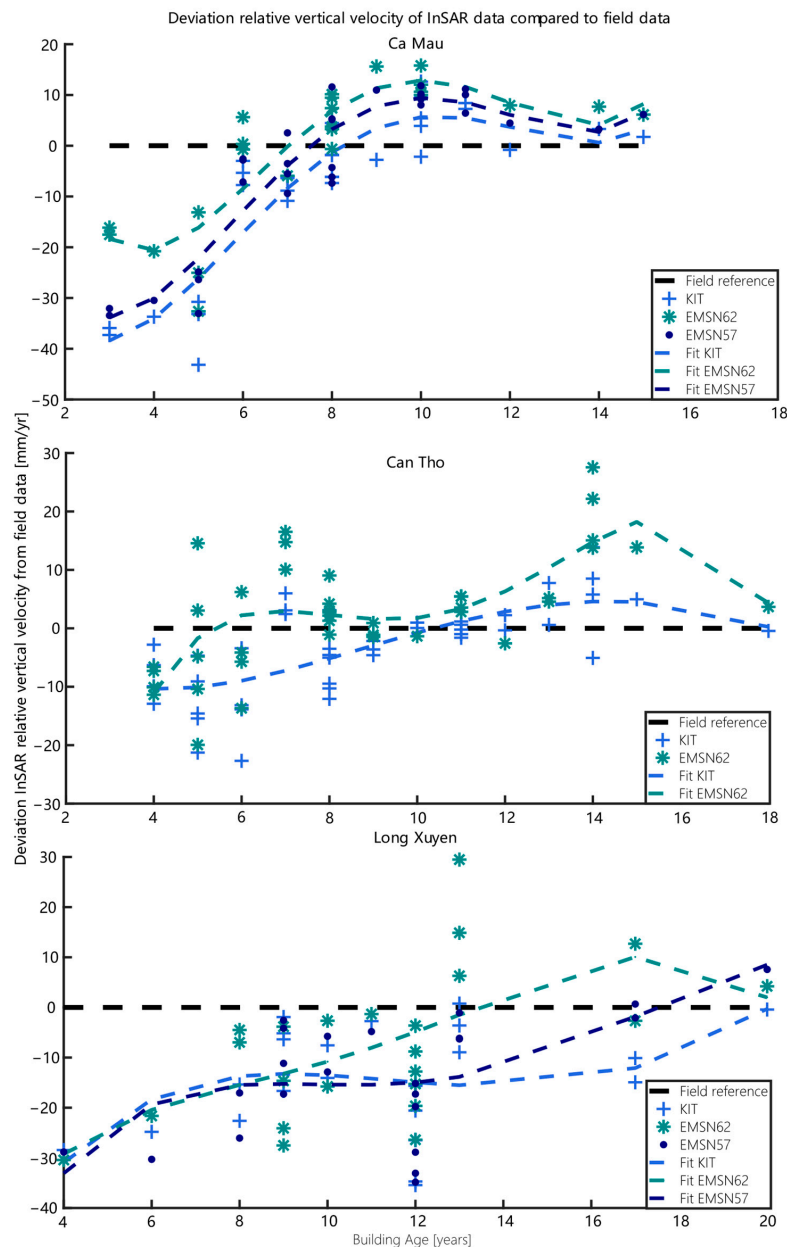 Deviation relative vertical velocity of InSAR data compared to field data
Deviation InSAR relative vertical velocity from field data [mm/yr]
Ca Mau
20
10
0
−10
−20
−30
−40
−50
2
4
6
8
10
12
14
16
18
Field reference
KIT
EMSN62
EMSN57
Fit KIT
Fit EMSN62
Fit EMSN57
Can Tho
30
20
10
0
−10
−20
−30
2
4
6
8
10
12
14
16
18
Field reference
KIT
EMSN62
Fit KIT
Fit EMSN62
Long Xuyen
30
20
10
0
−10
−20
−30
−40
4
6
8
10
12
14
16
18
20
Field reference
KIT
EMSN62
EMSN57
Fit KIT
Fit EMSN62
Fit EMSN57
Building Age [years]